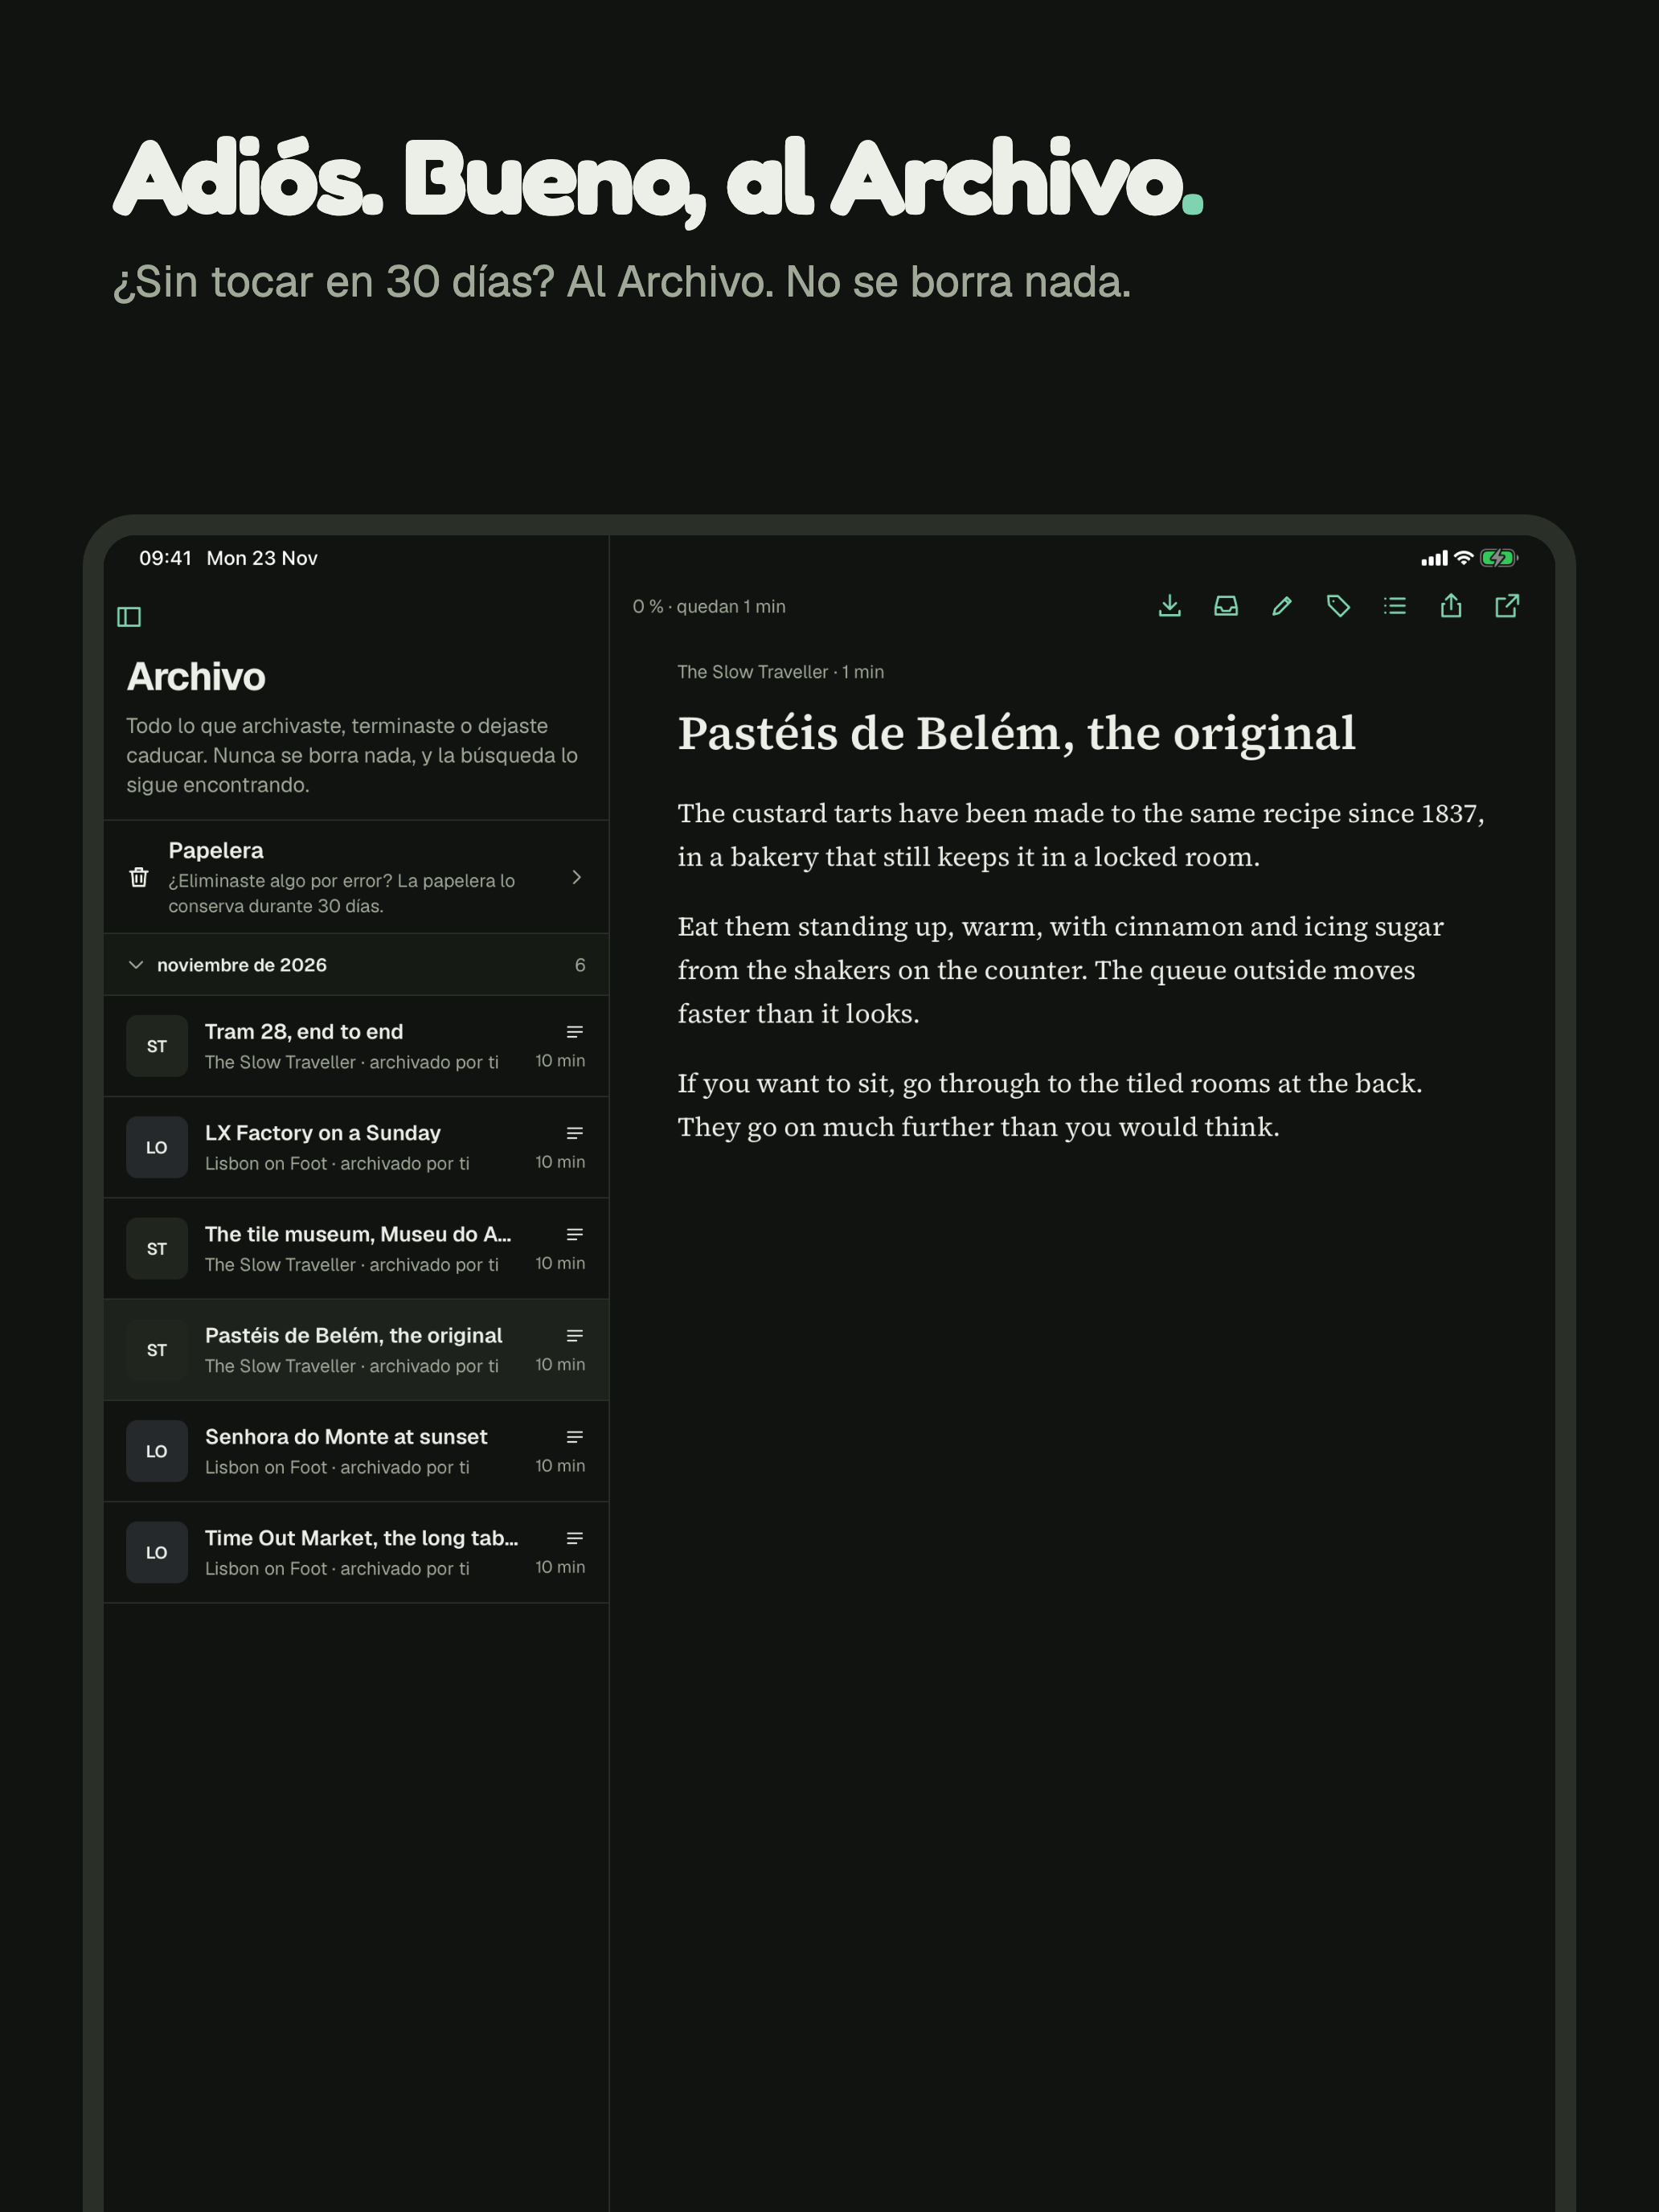 Adiós. Bueno, al Archivo.
¿Sin tocar en 30 días? Al Archivo. No se borra nada.
09:41 Mon 23 Nov
Archivo
Todo lo que archivaste, terminaste o dejaste
caducar. Nunca se borra nada, y la búsqueda lo
sigue encontrando.
Papelera
¿Eliminaste algo por error? La papelera lo
conserva durante 30 días.
noviembre de 2026 6
ST
Tram 28, end to end
The Slow Traveller · archivado por ti 10 min
LO
LX Factory on a Sunday
Lisbon on Foot · archivado por ti 10 min
ST
The tile museum, Museu do A...
The Slow Traveller · archivado por ti 10 min
ST
Pastéis de Belém, the original
The Slow Traveller · archivado por ti 10 min
LO
Senhora do Monte at sunset
Lisbon on Foot · archivado por ti 10 min
LO
Time Out Market, the long tab...
Lisbon on Foot · archivado por ti 10 min
0 % · quedan 1 min
The Slow Traveller · 1 min
Pastéis de Belém, the original
The custard tarts have been made to the same recipe since 1837,
in a bakery that still keeps it in a locked room.
Eat them standing up, warm, with cinnamon and icing sugar
from the shakers on the counter. The queue outside moves
faster than it looks.
If you want to sit, go through to the tiled rooms at the back.
They go on much further than you would think.